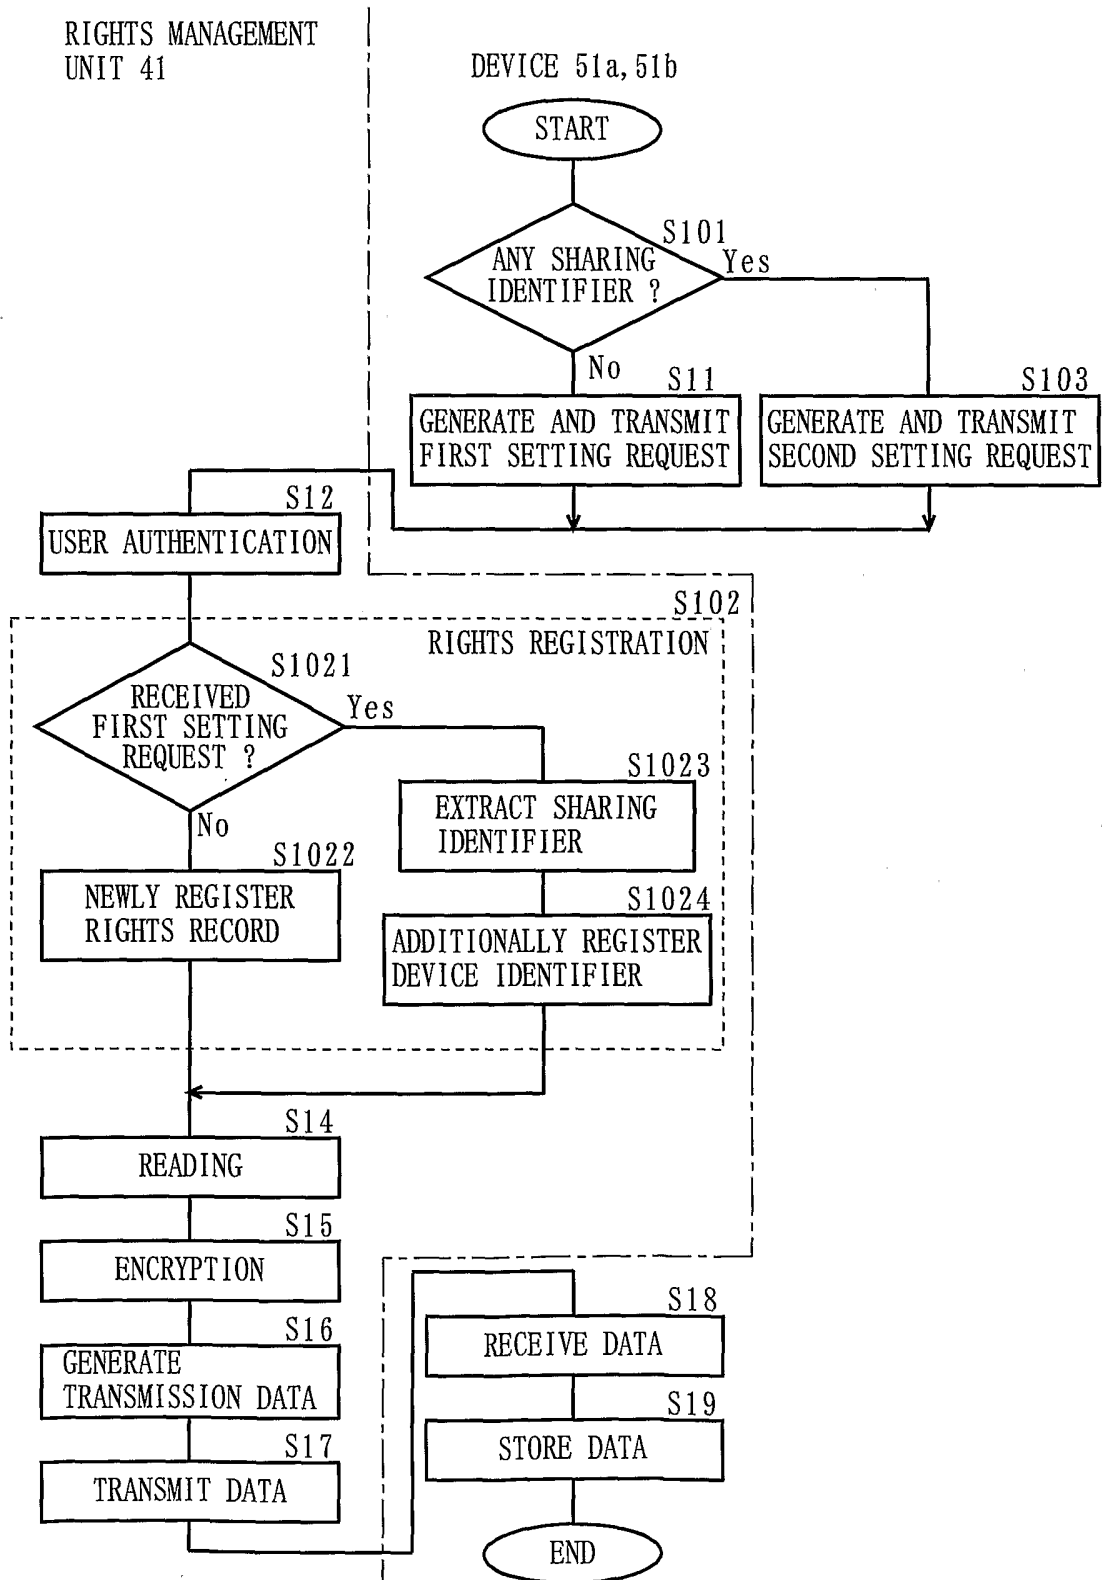 RIGHTS MANAGEMENT
UNIT 41
DEVICE 51a, 51b
START
S101
ANY SHARING
IDENTIFIER ?
Yes
No
S11
GENERATE AND TRANSMIT
FIRST SETTING REQUEST
S103
GENERATE AND TRANSMIT
SECOND SETTING REQUEST
S12
USER AUTHENTICATION
S102
RIGHTS REGISTRATION
S1021
RECEIVED
FIRST SETTING
REQUEST ?
Yes
No
S1023
EXTRACT SHARING
IDENTIFIER
S1022
NEWLY REGISTER
RIGHTS RECORD
S1024
ADDITIONALLY REGISTER
DEVICE IDENTIFIER
S14
READING
S15
ENCRYPTION
S16
GENERATE
TRANSMISSION DATA
S17
TRANSMIT DATA
S18
RECEIVE DATA
S19
STORE DATA
END